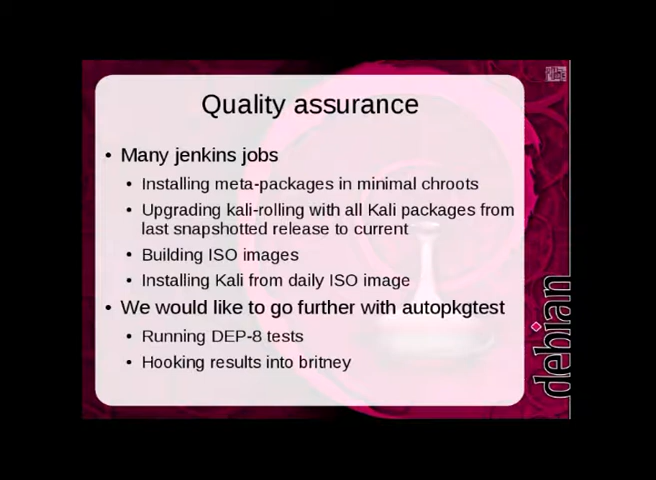 Quality assurance
• Many jenkins jobs
• Installing meta-packages in minimal chroots
• Upgrading kali-rolling with all Kali packages from
last snapshotted release to current
• Building ISO images
• Installing Kali from daily ISO image
• We would like to go further with autopkgtest
• Running DEP-8 tests
• Hooking results into britney
debian